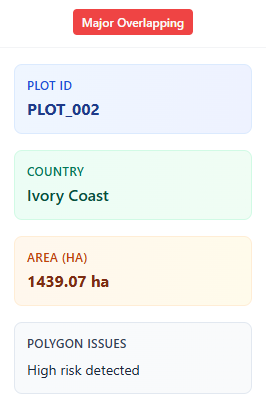 Major Overlapping
PLOT ID
PLOT_002
COUNTRY
Ivory Coast
AREA (HA)
1439.07 ha
POLYGON ISSUES
High risk detected